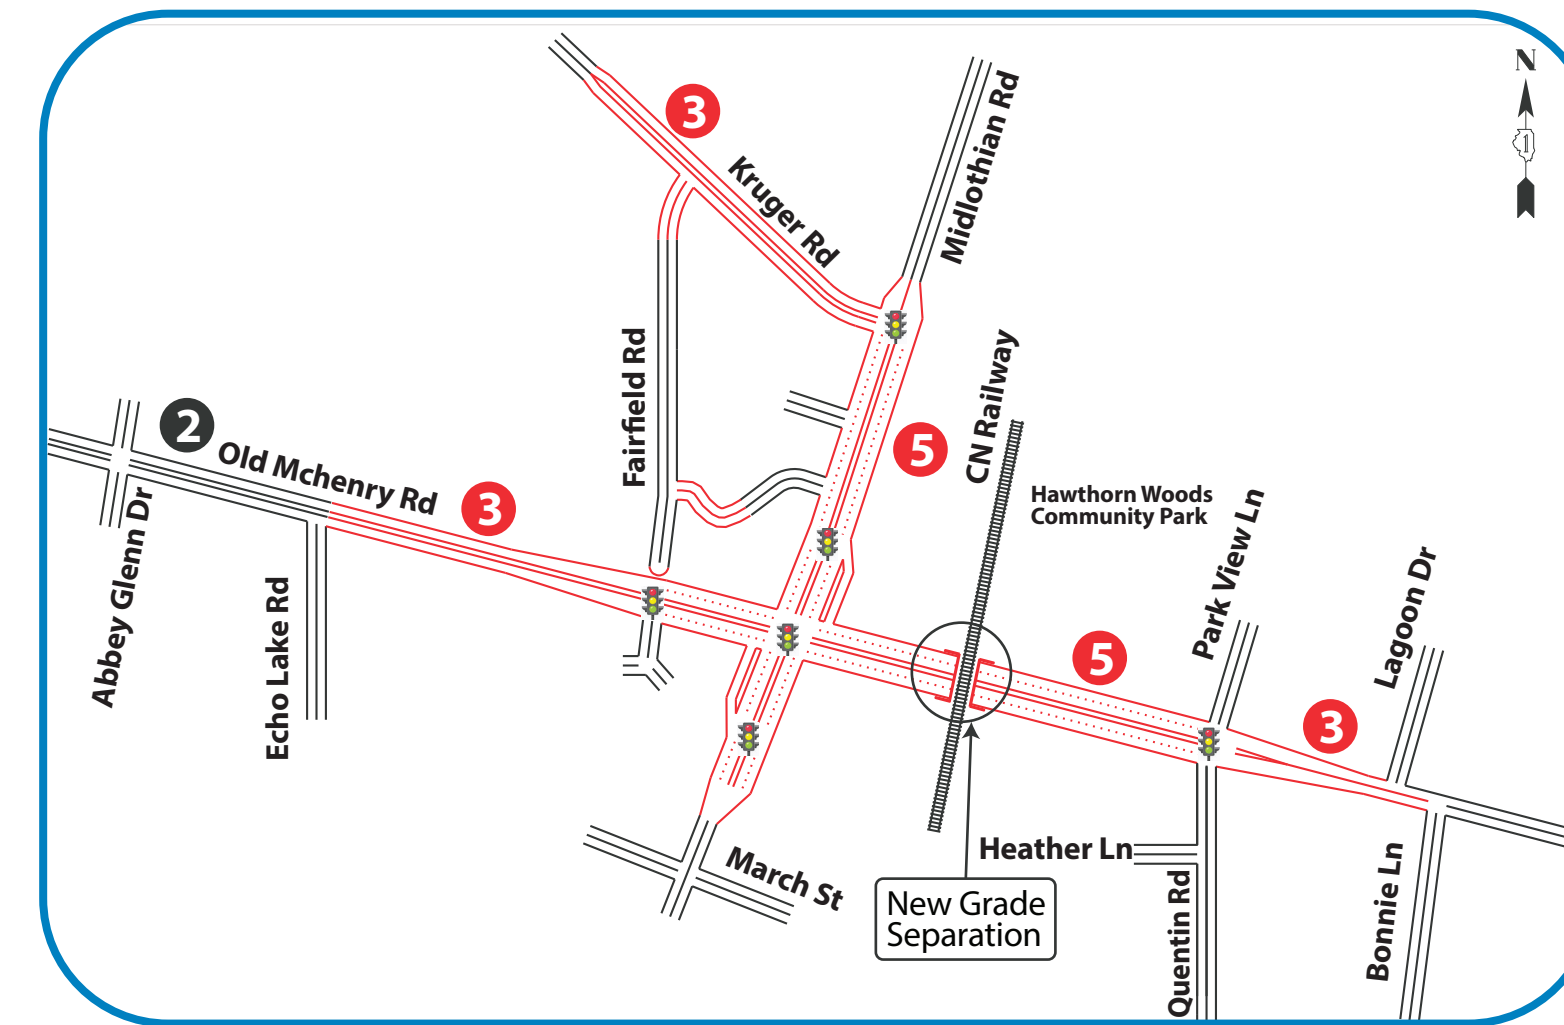 N
1
3
Kruger Rd
Midlothian Rd
Fairfield Rd
CN Railway
5
2
Old Mchenry Rd
3
Hawthorn Woods
Community Park
Abbey Glenn Dr
Echo Lake Rd
Park View Ln
Lagoon Dr
5
3
March St
Heather Ln
New Grade
Separation
Quentin Rd
Bonnie Ln